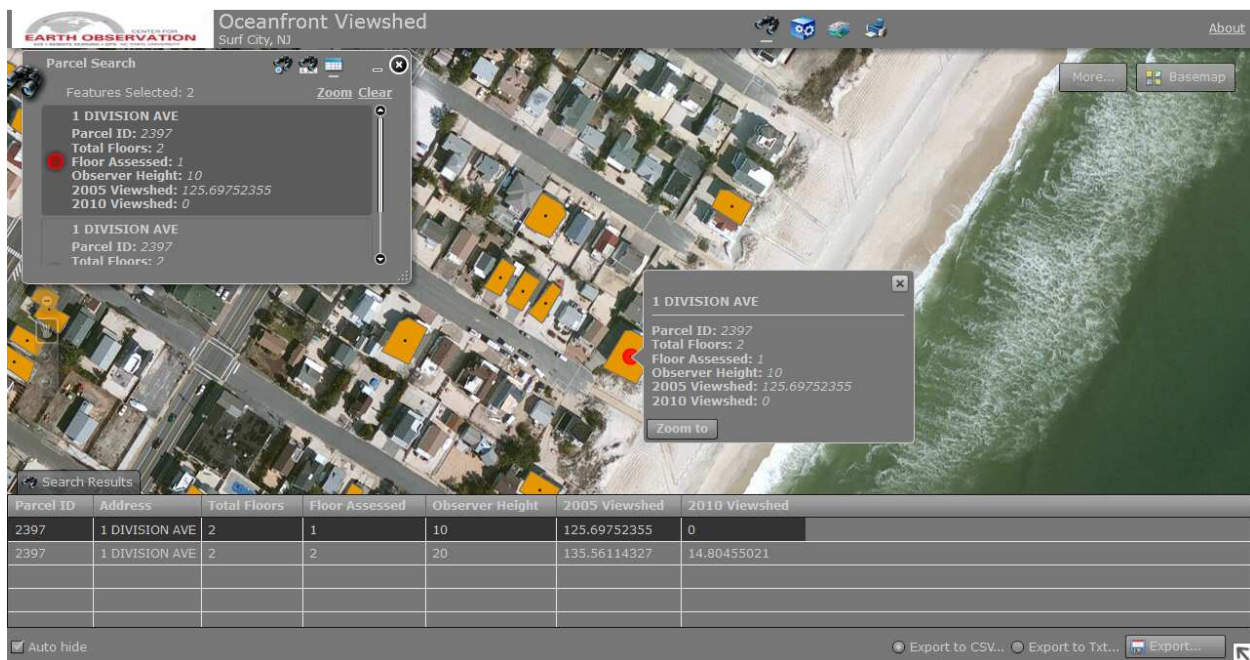 CENTER FOR
EARTH OBSERVATION
Oceanfront Viewshed
Surf City, NJ
About
Parcel Search
Features Selected: 2
Zoom Clear
1 DIVISION AVE
Parcel ID: 2397
Total Floors: 2
Floor Assessed: 1
Observer Height: 10
2005 Viewshed: 125.69752355
2010 Viewshed: 0
1 DIVISION AVE
Parcel ID: 2397
Total Floors: 2
More...
Basemap
1 DIVISION AVE
Parcel ID: 2397
Total Floors: 2
Floor Assessed: 1
Observer Height: 10
2005 Viewshed: 125.69752355
2010 Viewshed: 0
Zoom to
Search Results
Parcel ID Address Total Floors Floor Assessed Observer Height 2005 Viewshed 2010 Viewshed
2397 1 DIVISION AVE 2 1 10 125.69752355 0
2397 1 DIVISION AVE 2 2 20 135.56114327 14.80455021
Auto hide
Export to CSV... Export to Txt... Export...